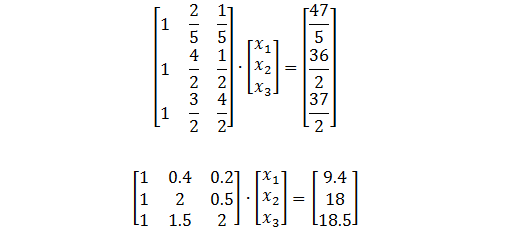 [1 2/5 1/5] [x₁] [47/5]
[1 4/2 1/2] · [x₂] = [36/2]
[1 3/2 4/2] [x₃] [37/2]
[1 0.4 0.2] [x₁] [9.4]
[1 2 0.5] · [x₂] = [18]
[1 1.5 2] [x₃] [18.5]